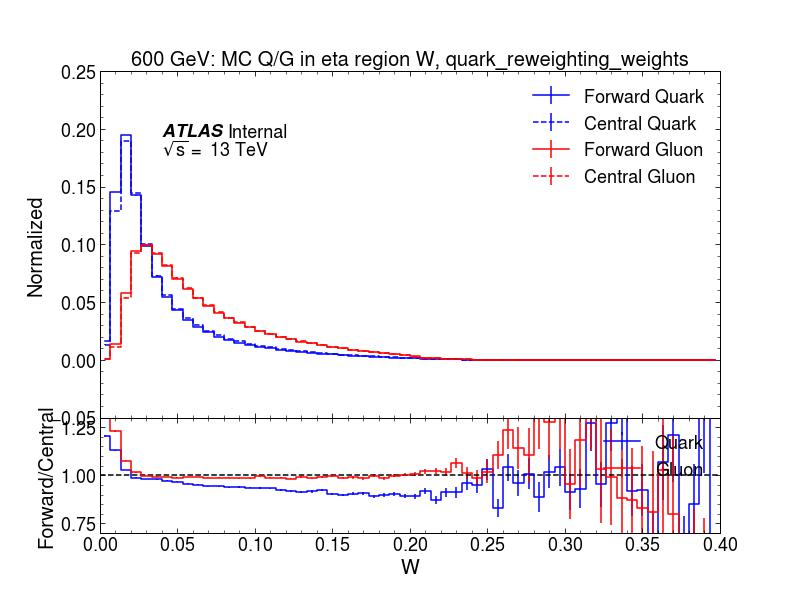 600 GeV: MC Q/G in eta region W, quark_reweighting_weights
0.25
0.20
0.15
0.10
0.05
0.00
0.05
Normalized
ATLAS Internal
√s = 13 TeV
Forward Quark
Central Quark
Forward Gluon
Central Gluon
1.25
1.00
0.75
Forward/Central
Quark
Gluon
0.00 0.05 0.10 0.15 0.20 0.25 0.30 0.35 0.40
W